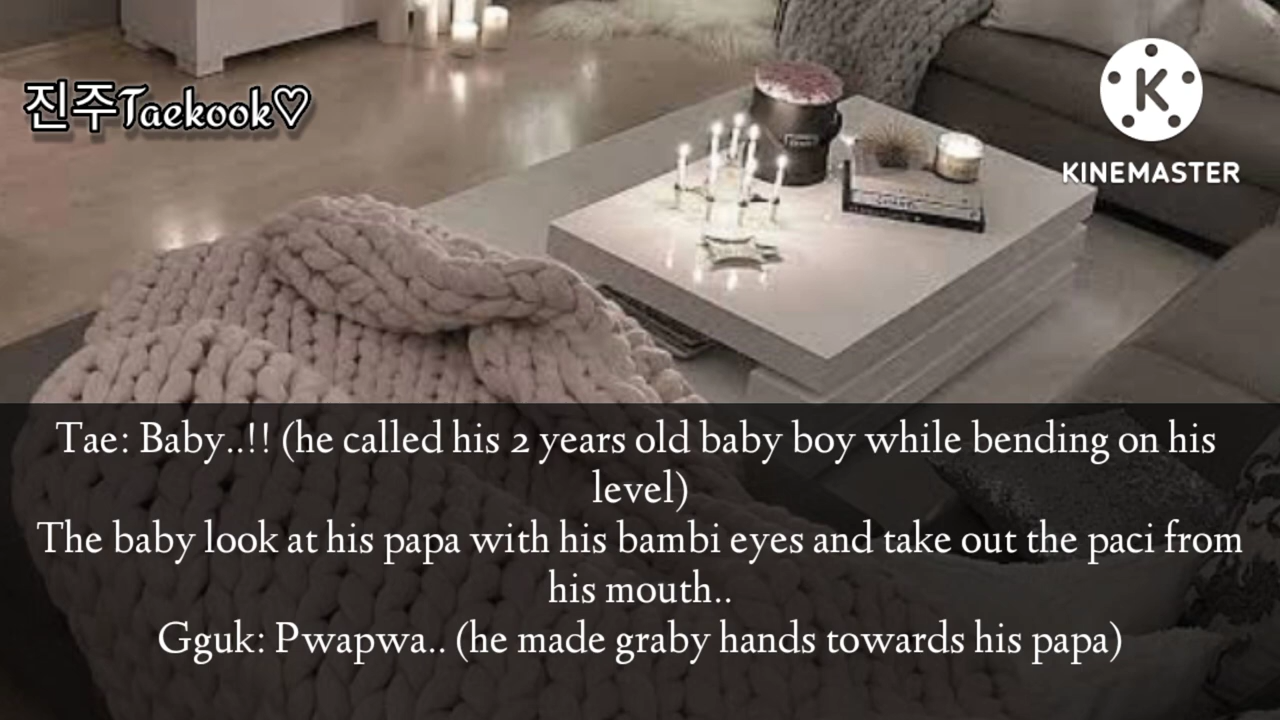 진주Taekook♡
KINEMASTER
Tae: Baby..!! (he called his 2 years old baby boy while bending on his
level)
The baby look at his papa with his bambi eyes and take out the paci from
his mouth..
Gguk: Pwapwa.. (he made graby hands towards his papa)